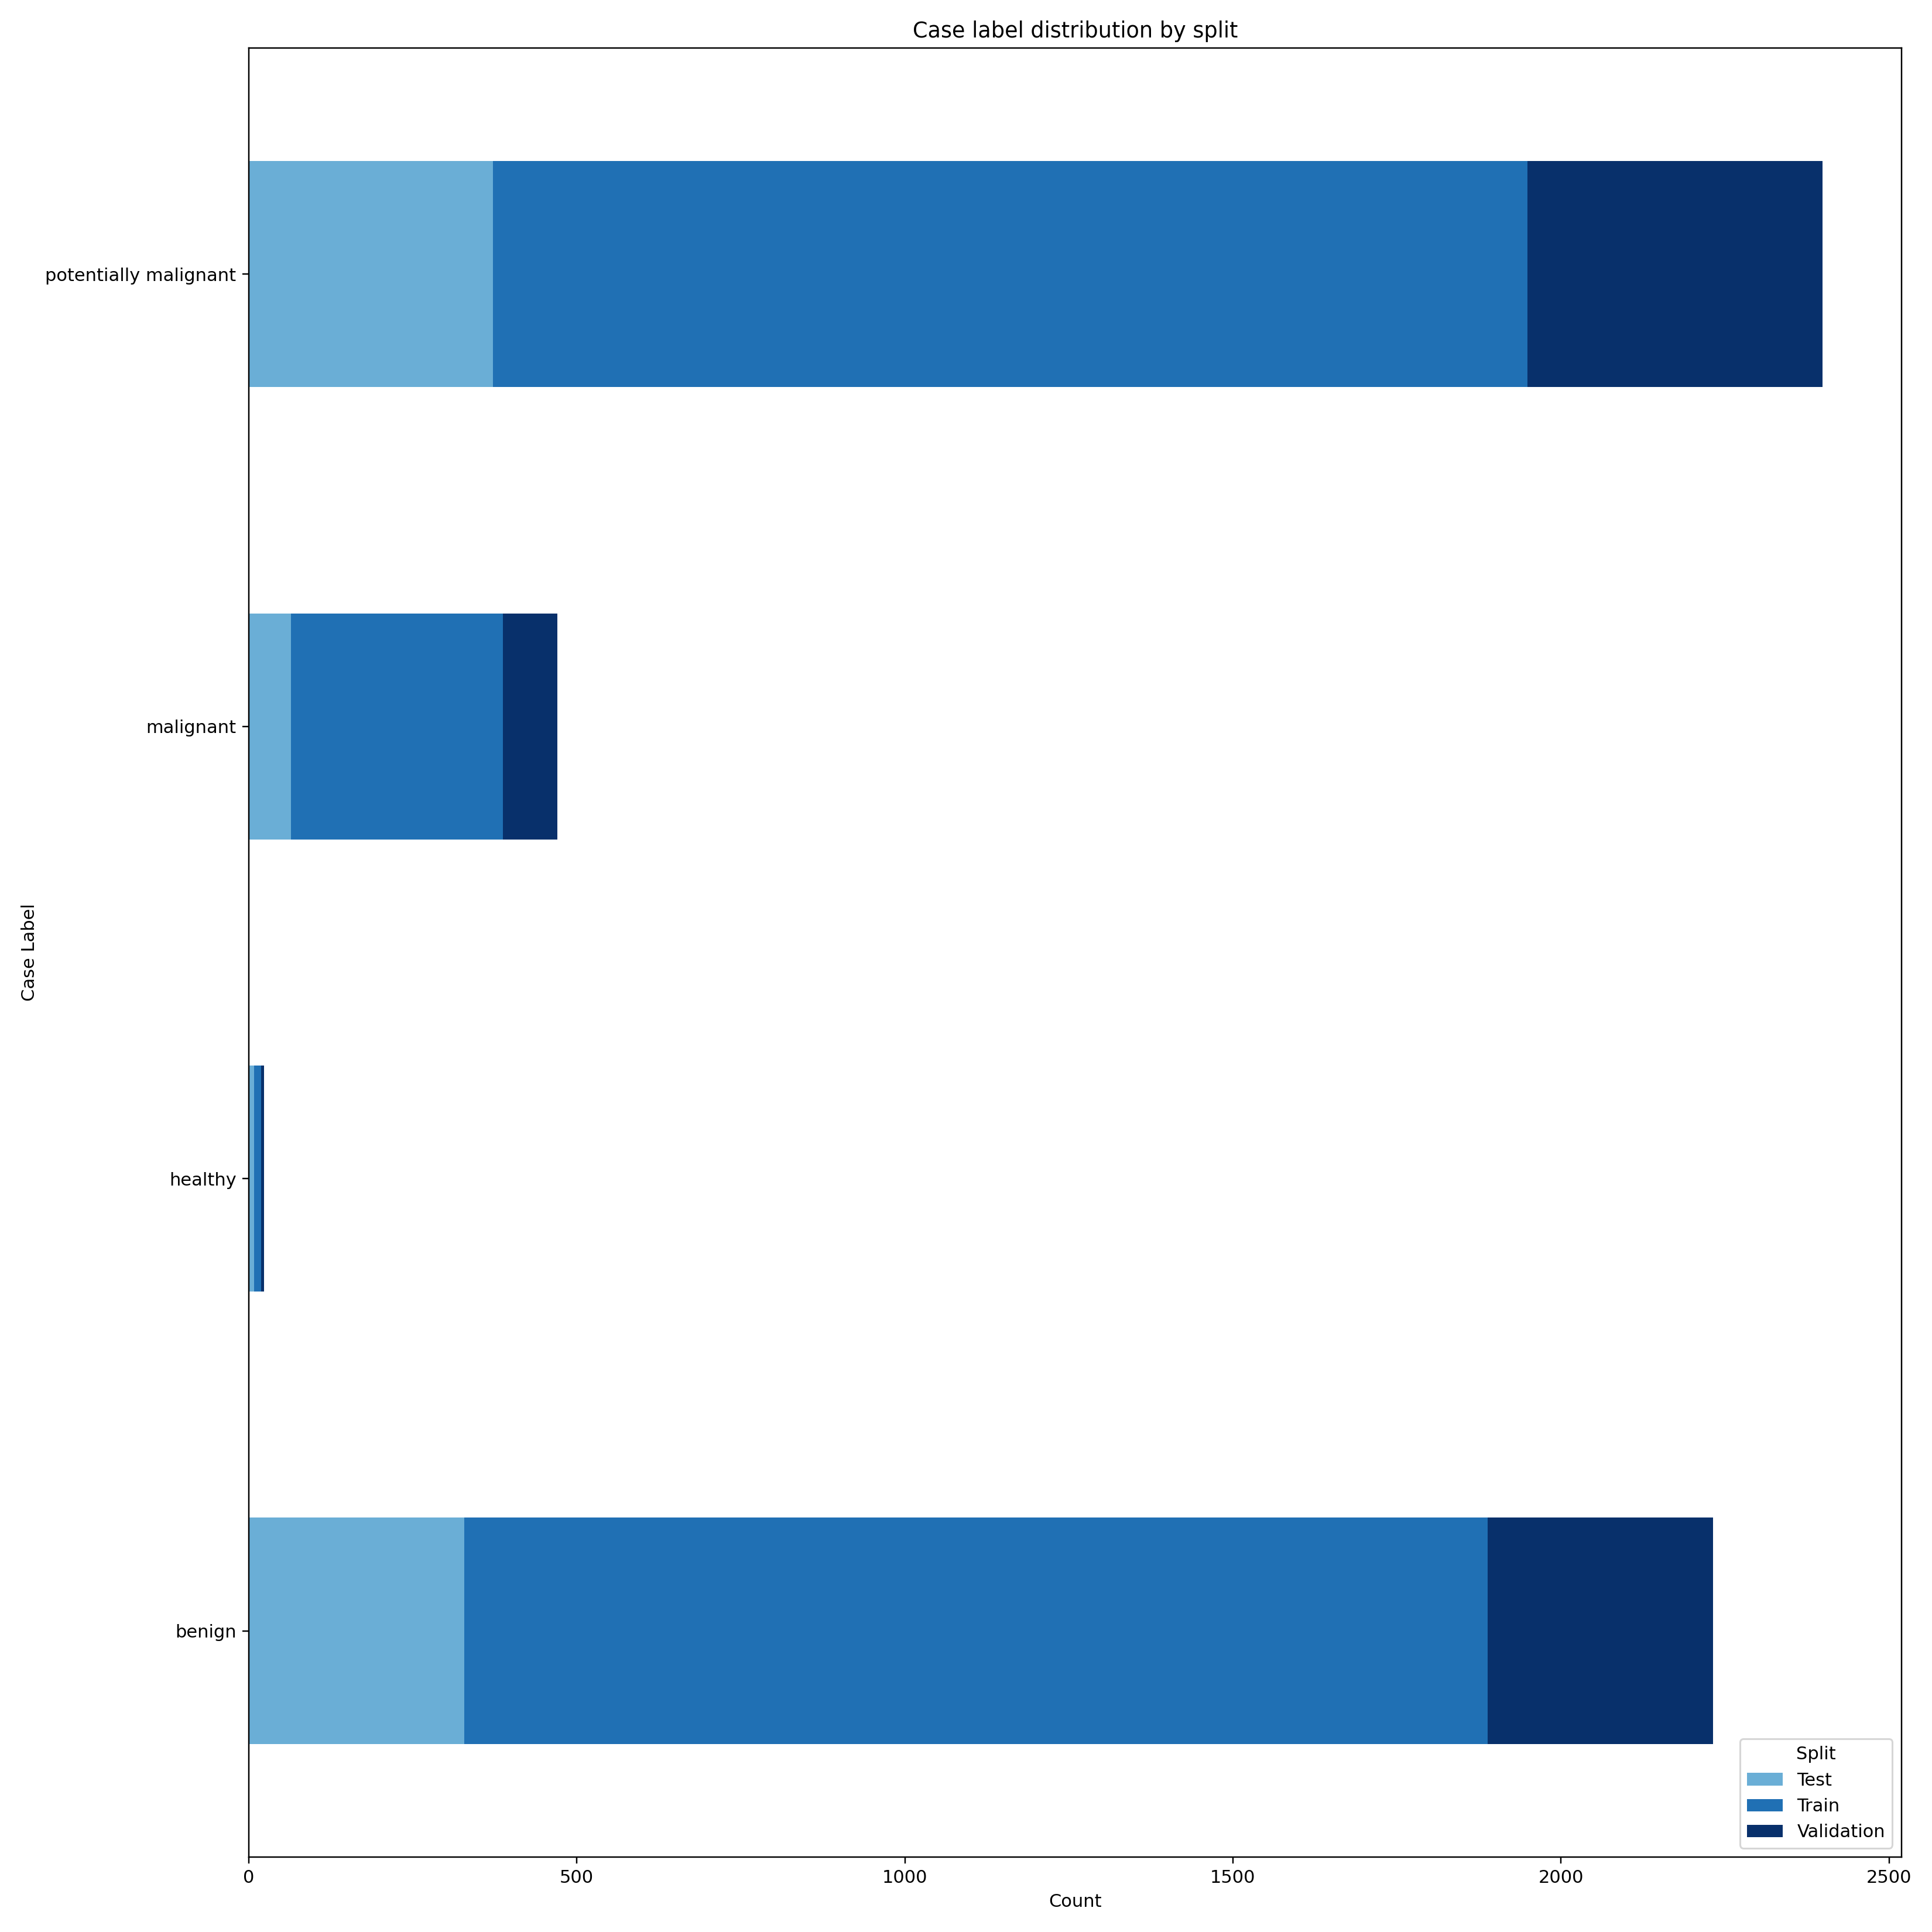 Case label distribution by split
potentially malignant
malignant
healthy
benign
Case Label
0 500 1000 1500 2000 2500
Count
Split
Test
Train
Validation